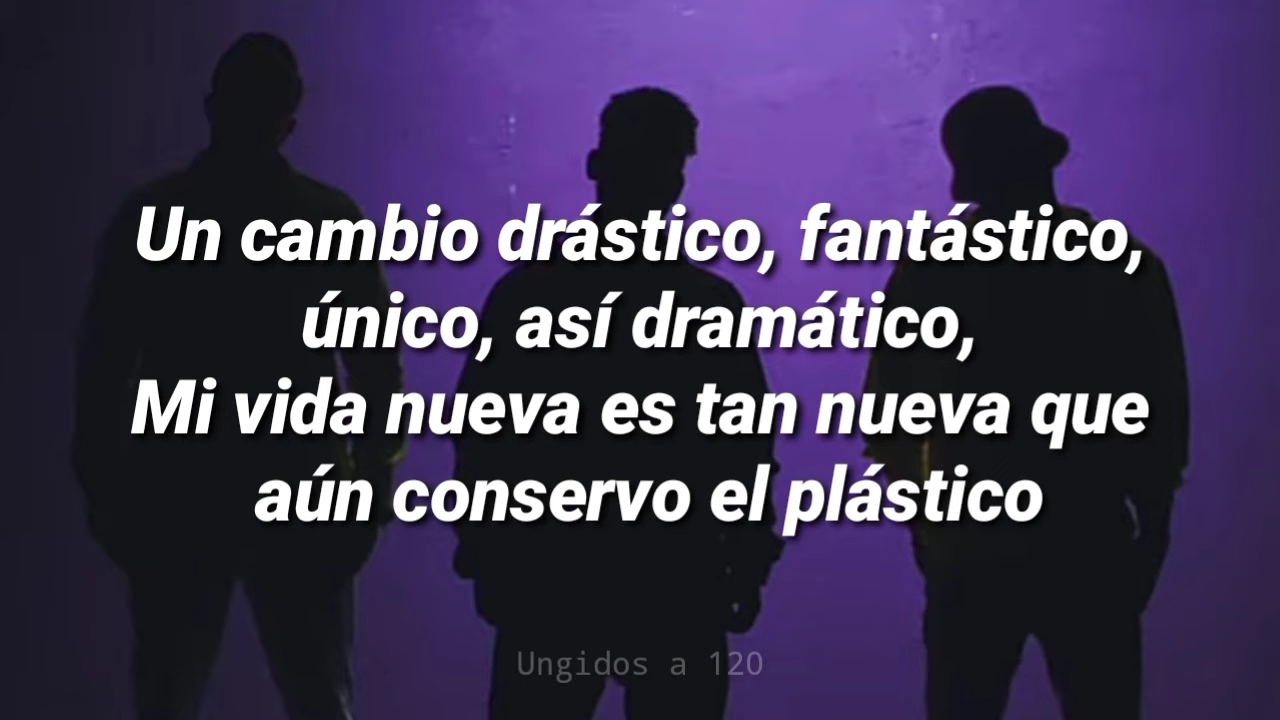 Un cambio drástico, fantástico,
único, así dramático,
Mi vida nueva es tan nueva que
aún conservo el plástico
Ungidos a 120